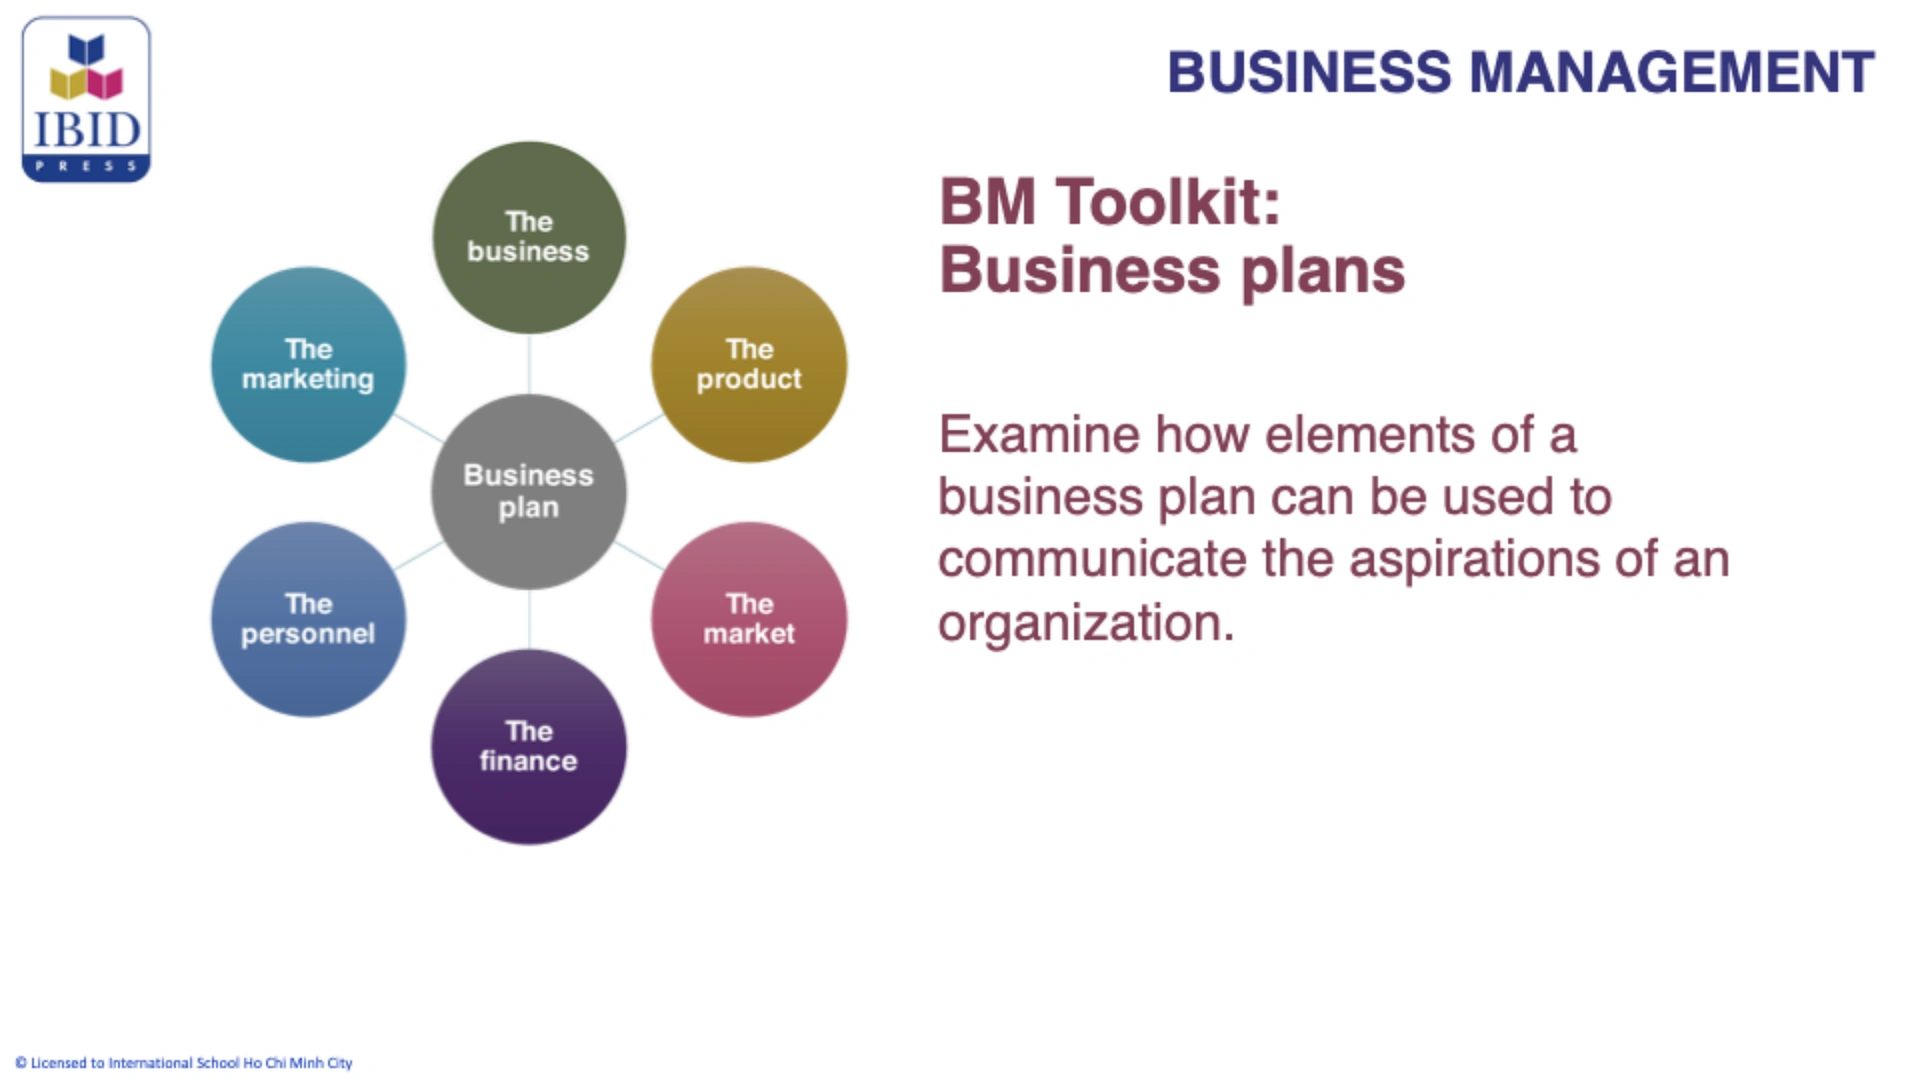 IBID
PRESS
BUSINESS MANAGEMENT
BM Toolkit:
Business plans
Examine how elements of a
business plan can be used to
communicate the aspirations of an
organization.
The
business
The
product
The
market
The
finance
The
personnel
The
marketing
Business
plan
© Licensed to International School Ho Chi Minh City